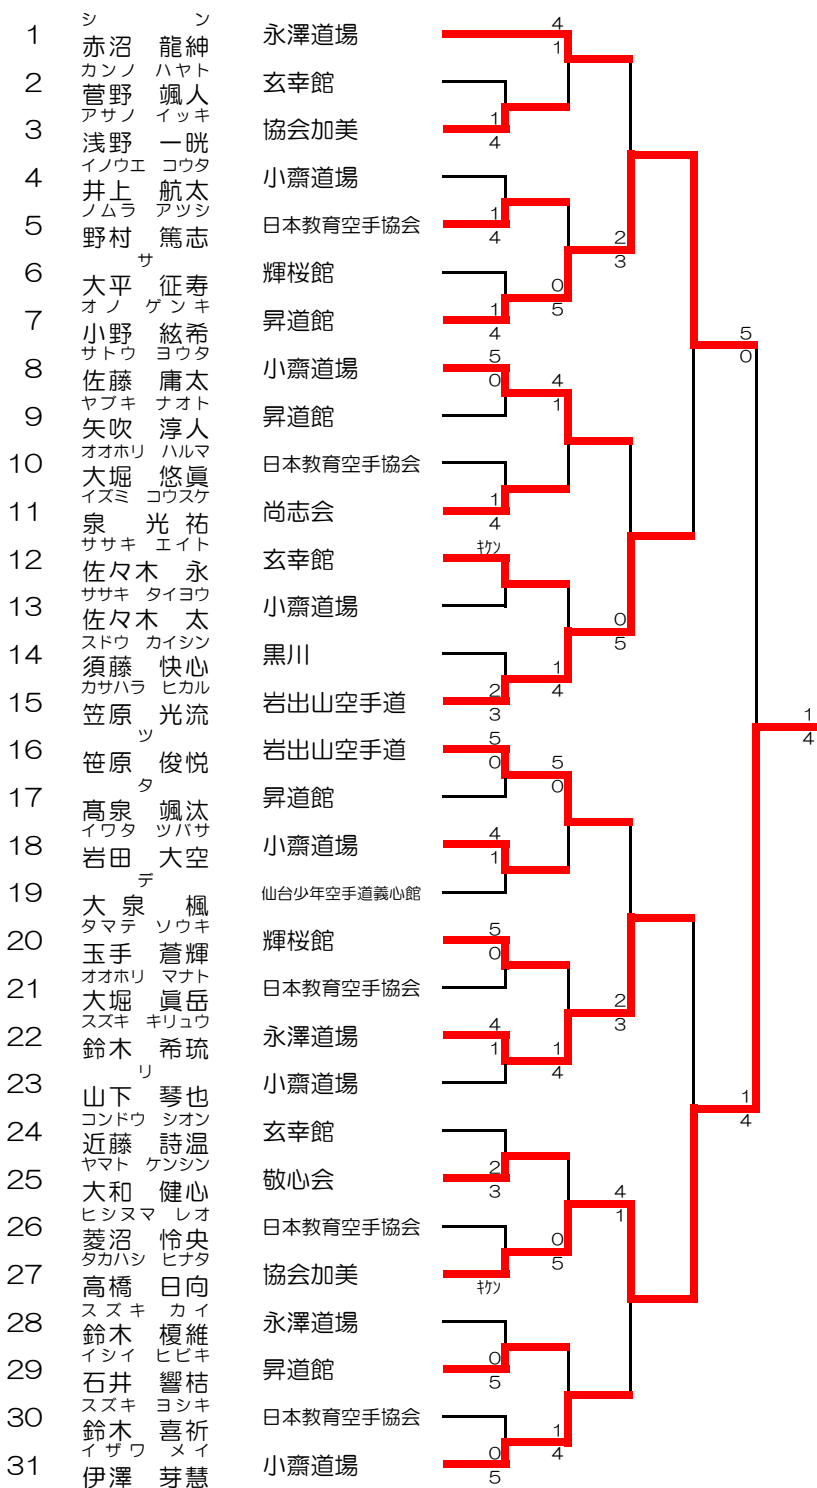 シ ン
1 赤沼 龍紳 永澤道場 4
1
カンノ ハヤト
2 菅野 颯人 玄幸館
アサノ イッキ
3 浅野 一晄 協会加美 1
4
イノウエ コウタ
4 井上 航太 小齋道場
ノムラ アツシ
5 野村 篤志 日本教育空手協会 1
4
2
3
サ
6 大平 征寿 輝桜館
0
5
オノ ゲンキ
7 小野 絃希 昇道館 1
4
5
0
サトウ ヨウタ
8 佐藤 庸太 小齋道場 5
0
4
1
ヤブキ ナオト
9 矢吹 淳人 昇道館
オオホリ ハルマ
10 大堀 悠眞 日本教育空手協会
イズミ コウスケ
11 泉 光祐 尚志会 1
4
ササキ エイト
12 佐々木 永 玄幸館 ｷｹﾝ
ササキ タイヨウ
13 佐々木 太 小齋道場
0
5
スドウ カイシン
14 須藤 快心 黒川
1
4
カサハラ ヒカル
15 笠原 光流 岩出山空手道 2
3
1
4
ツ
16 笹原 俊悦 岩出山空手道 5
0
5
0
タ
17 髙泉 颯汰 昇道館
イワタ ツバサ
18 岩田 大空 小齋道場 4
1
デ
19 大泉 楓 仙台少年空手道義心館
タマテ ソウキ
20 玉手 蒼輝 輝桜館 5
0
オオホリ マナト
21 大堀 眞岳 日本教育空手協会
2
3
スズキ キリュウ
22 鈴木 希琉 永澤道場 4
1
1
4
リ
23 山下 琴也 小齋道場
1
4
コンドウ シオン
24 近藤 詩温 玄幸館
ヤマト ケンシン
25 大和 健心 敬心会 2
3
4
1
ヒシヌマ レオ
26 菱沼 怜央 日本教育空手協会
0
5
タカハシ ヒナタ
27 高橋 日向 協会加美
ｷｹﾝ
スズキ カイ
28 鈴木 榎維 永澤道場
イシイ ヒビキ
29 石井 響桔 昇道館 0
5
スズキ ヨシキ
30 鈴木 喜祈 日本教育空手協会
1
4
イザワ メイ
31 伊澤 芽慧 小齋道場 0
5